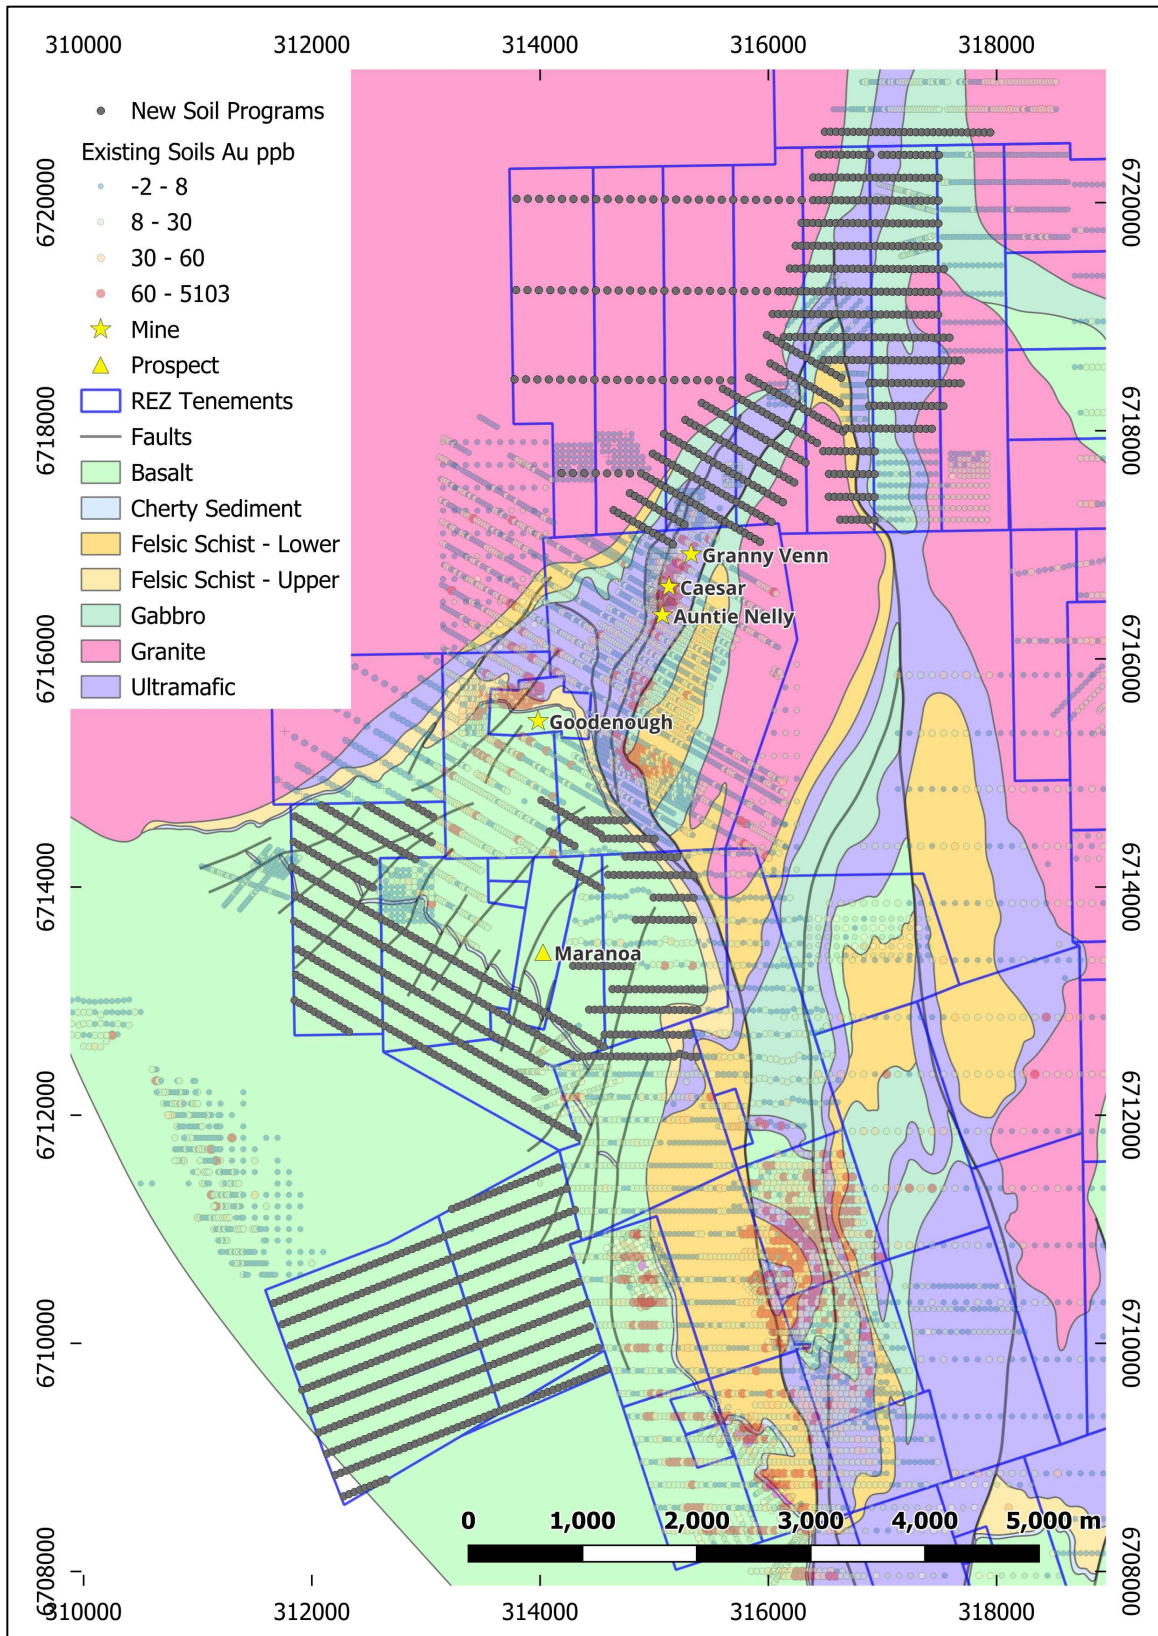 310000 312000 314000 316000 318000
New Soil Programs
Existing Soils Au ppb
-2 - 8
8 - 30
30 - 60
60 - 5103
Mine
Prospect
REZ Tenements
Faults
Basalt
Cherty Sediment
Felsic Schist - Lower
Felsic Schist - Upper
Gabbro
Granite
Ultramafic
6720000
6718000
6716000
6714000
6712000
6710000
6708000
Granny Venn
Caesar
Auntie Nelly
Goodenough
Maranoa
6720000
6718000
6716000
6714000
6712000
6710000
6708000
0 1,000 2,000 3,000 4,000 5,000 m
310000 312000 314000 316000 318000